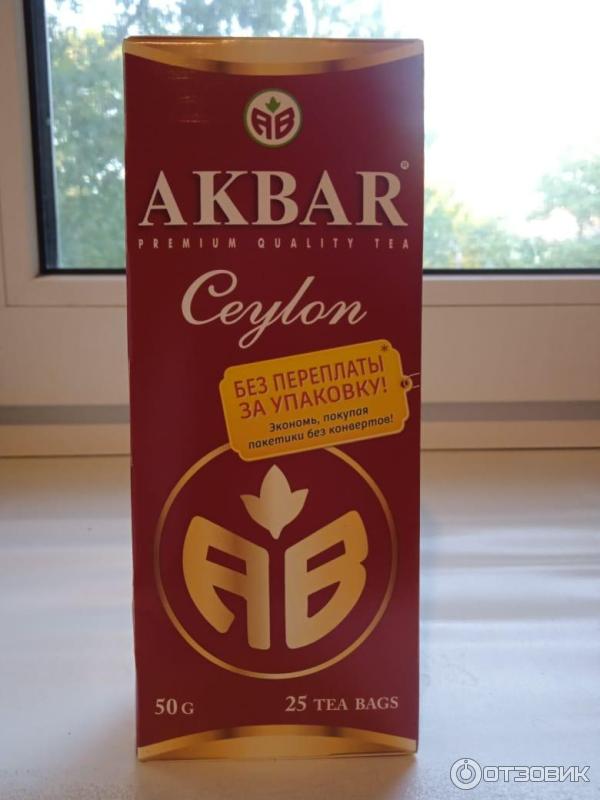 AB
AKBAR®
PREMIUM QUALITY TEA
Ceylon
БЕЗ ПЕРЕПЛАТЫ*
ЗА УПАКОВКУ!
Экономь, покупая
пакетики без конвертов!
AB
50 G
25 TEA BAGS
ОТЗОВИК